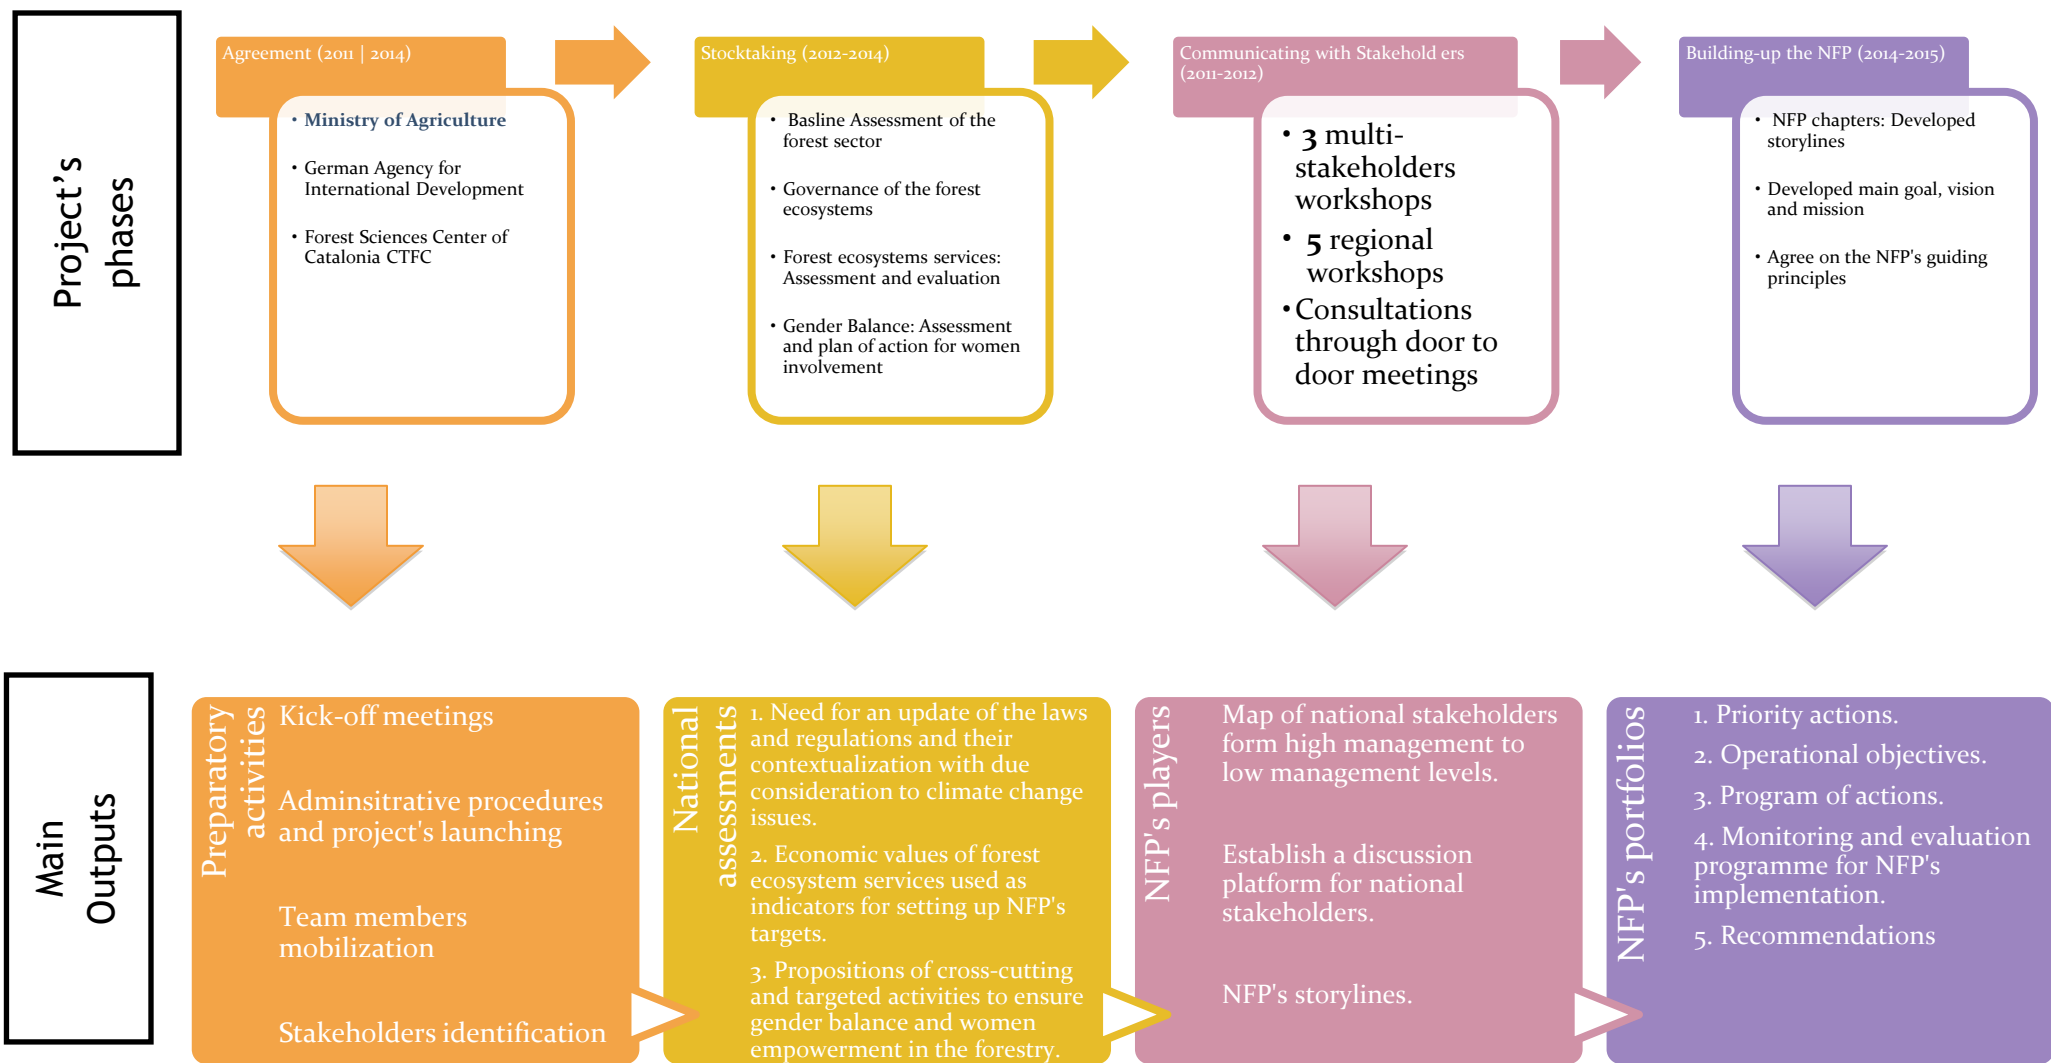 Project's
phases
Agreement (2011 | 2014)
• Ministry of Agriculture
• German Agency for
International Development
• Forest Sciences Center of
Catalonia CTFC
Stocktaking (2012-2014)
• Basline Assessment of the
forest sector
• Governance of the forest
ecosystems
• Forest ecosystems services:
Assessment and evaluation
• Gender Balance: Assessment
and plan of action for women
involvement
Communicating with Stakehold ers
(2011-2012)
• 3 multi-
stakeholders
workshops
• 5 regional
workshops
• Consultations
through door to
door meetings
Building-up the NFP (2014-2015)
• NFP chapters: Developed
storylines
• Developed main goal, vision
and mission
• Agree on the NFP's guiding
principles
Main
Outputs
Preparatory
activities
Kick-off meetings
Adminsitrative procedures
and project's launching
Team members
mobilization
Stakeholders identification
National
assessments
1. Need for an update of the laws
and regulations and their
contextualization with due
consideration to climate change
issues.
2. Economic values of forest
ecosystem services used as
indicators for setting up NFP's
targets.
3. Propositions of cross-cutting
and targeted activities to ensure
gender balance and women
empowerment in the forestry.
NFP's players
Map of national stakeholders
form high management to
low management levels.
Establish a discussion
platform for national
stakeholders.
NFP's storylines.
NFP's portfolios
1. Priority actions.
2. Operational objectives.
3. Program of actions.
4. Monitoring and evaluation
programme for NFP's
implementation.
5. Recommendations